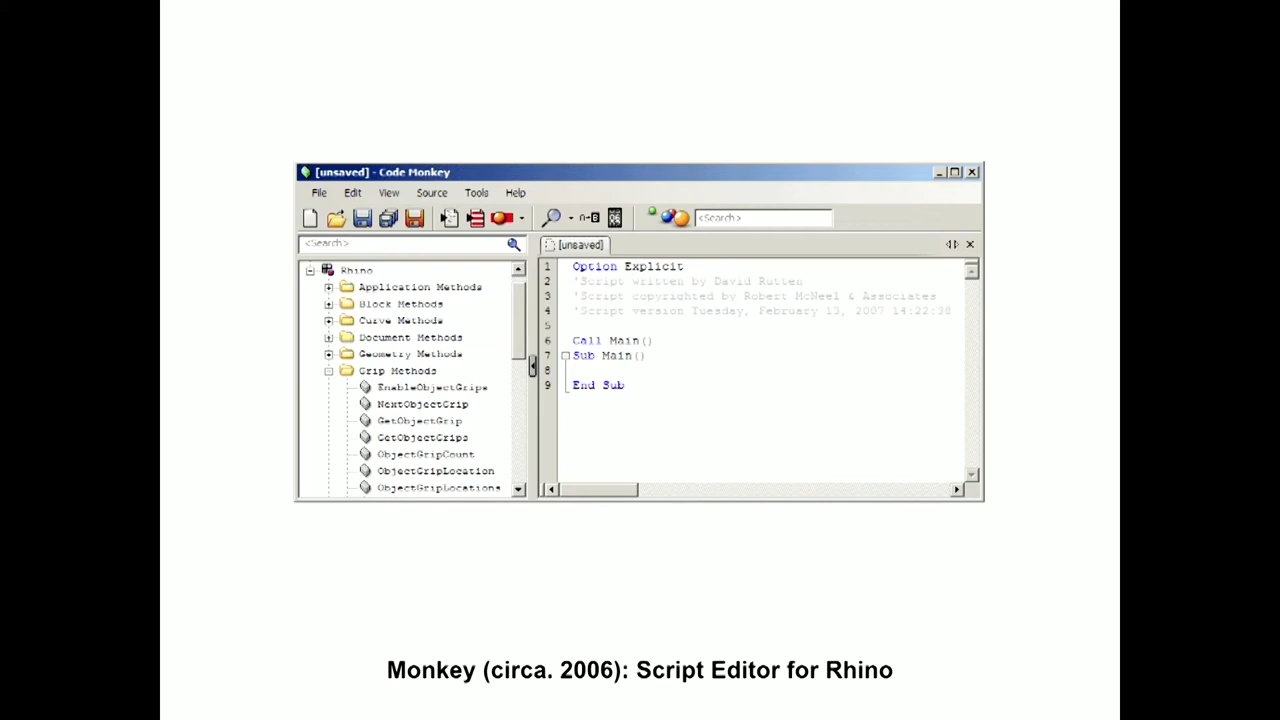 [unsaved] - Code Monkey
File Edit View Source Tools Help
<Search>
<Search>
Rhino
Application Methods
Block Methods
Curve Methods
Document Methods
Geometry Methods
Grip Methods
EnableObjectGrips
NextObjectGrip
GetObjectGrip
GetObjectGrips
ObjectGripCount
ObjectGripLocation
ObjectGripLocations
[unsaved]
1 Option Explicit
2 'Script written by David Rutten
3 'Script copyrighted by Robert McNeel & Associates
4 'Script version Tuesday, February 13, 2007 14:22:38
5
6 Call Main()
7 Sub Main()
8
9 End Sub
Monkey (circa. 2006): Script Editor for Rhino